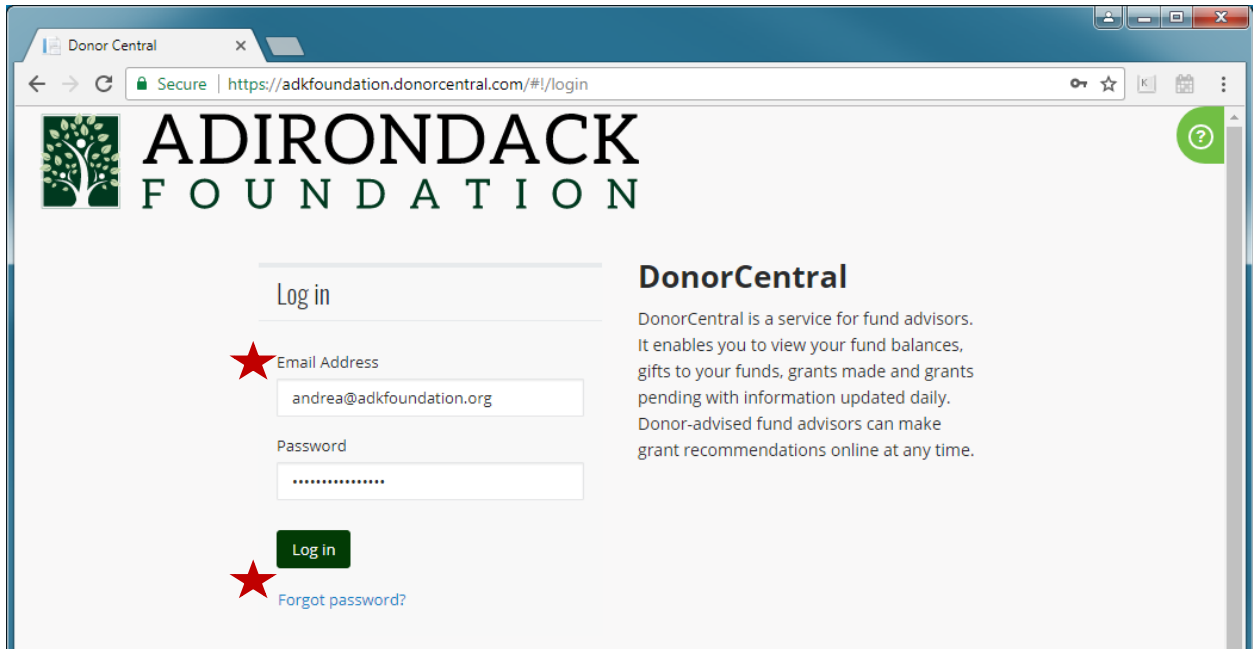 Donor Central
Secure | https://adkfoundation.donorcentral.com/#!/login
K
ADIRONDACK
FOUNDATION
?
Log in
Email Address
andrea@adkfoundation.org
Password
••••••••••••••••
Log in
Forgot password?
DonorCentral
DonorCentral is a service for fund advisors.
It enables you to view your fund balances,
gifts to your funds, grants made and grants
pending with information updated daily.
Donor-advised fund advisors can make
grant recommendations online at any time.